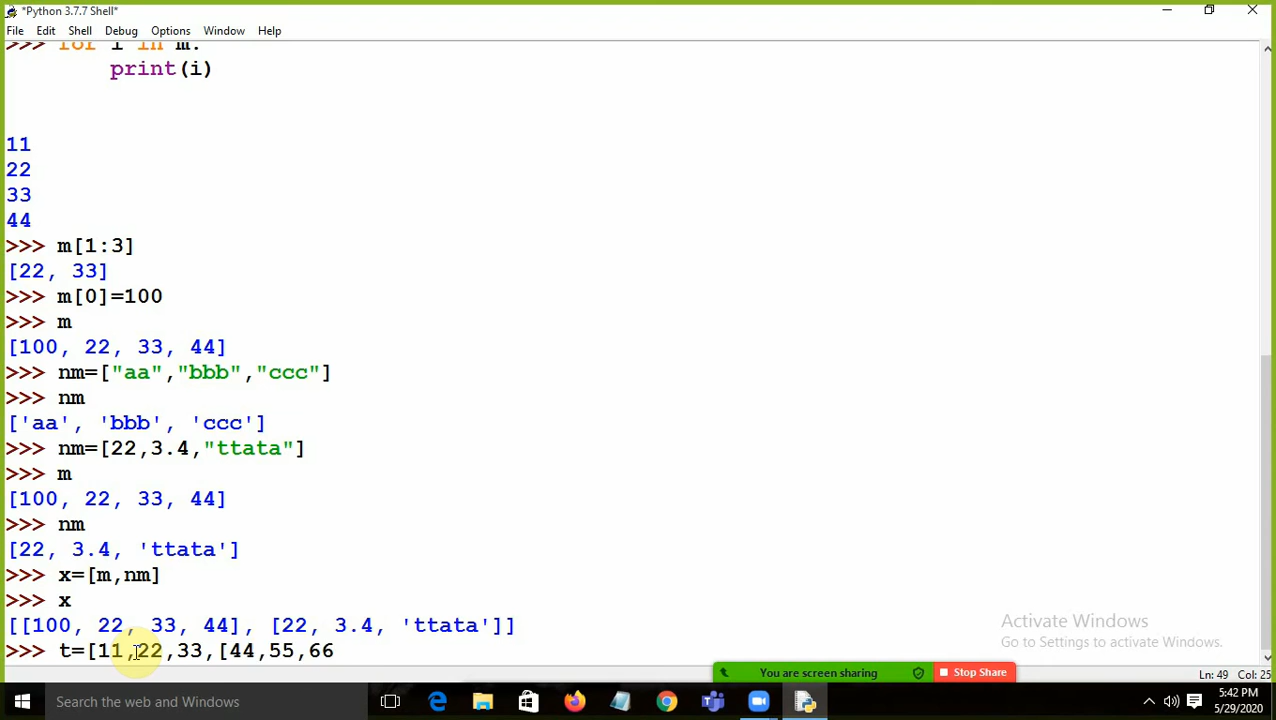 *Python 3.7.7 Shell*
File Edit Shell Debug Options Window Help
>>> for i in m:
print(i)
11
22
33
44
>>> m[1:3]
[22, 33]
>>> m[0]=100
>>> m
[100, 22, 33, 44]
>>> nm=["aa","bbb","ccc"]
>>> nm
['aa', 'bbb', 'ccc']
>>> nm=[22,3.4,"ttata"]
>>> m
[100, 22, 33, 44]
>>> nm
[22, 3.4, 'ttata']
>>> x=[m,nm]
>>> x
[[100, 22, 33, 44], [22, 3.4, 'ttata']]
>>> t=[11,22,33,[44,55,66
Activate Windows
Go to Settings to activate Windows.
You are screen sharing Stop Share
Ln: 49 Col: 25
Search the web and Windows
5:42 PM
5/29/2020